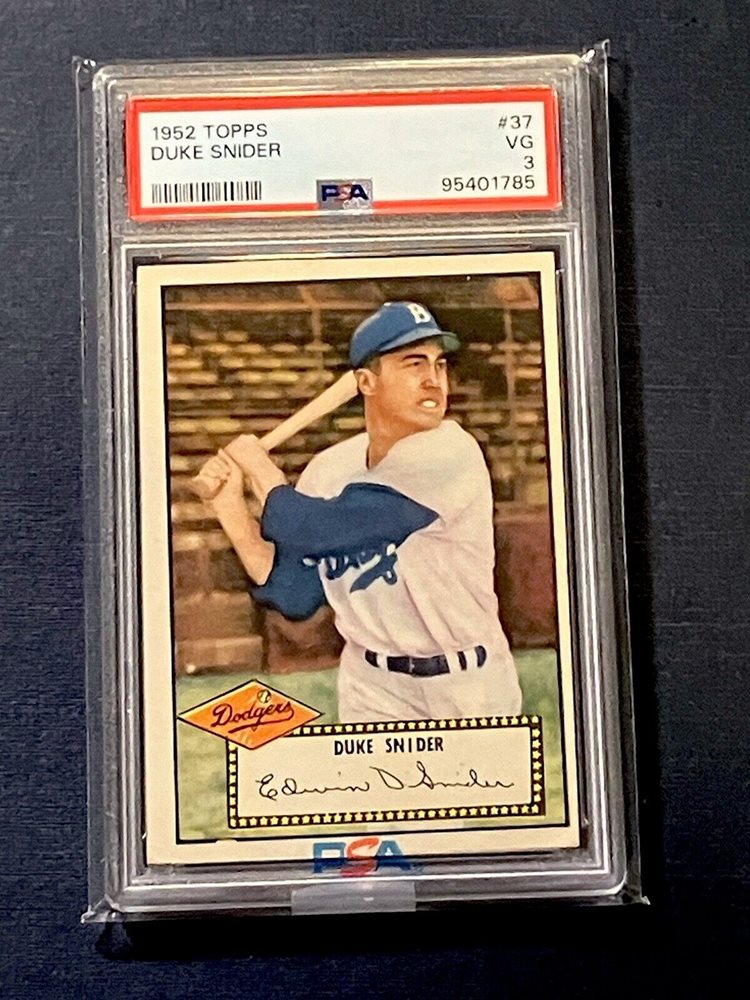 1952 TOPPS #37
DUKE SNIDER VG
3
PSA 95401785
B
Dodgers
DUKE SNIDER
Edwin D Snider
PSA